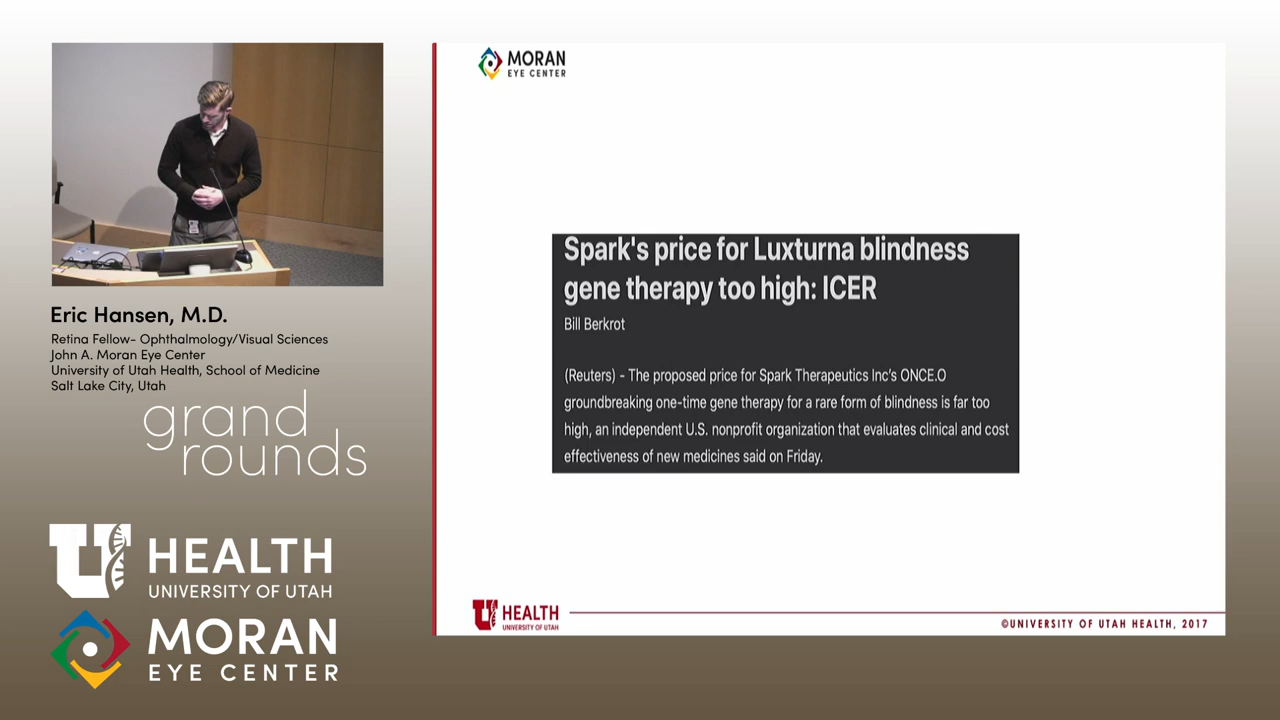 Eric Hansen, M.D.
Retina Fellow- Ophthalmology/Visual Sciences
John A. Moran Eye Center
University of Utah Health, School of Medicine
Salt Lake City, Utah
grand
rounds
U HEALTH
UNIVERSITY OF UTAH
MORAN
EYE CENTER
MORAN
EYE CENTER
Spark's price for Luxturna blindness
gene therapy too high: ICER
Bill Berkrot
(Reuters) - The proposed price for Spark Therapeutics Inc's ONCE.O
groundbreaking one-time gene therapy for a rare form of blindness is far too
high, an independent U.S. nonprofit organization that evaluates clinical and cost
effectiveness of new medicines said on Friday.
U HEALTH
UNIVERSITY OF UTAH
©UNIVERSITY OF UTAH HEALTH, 2017